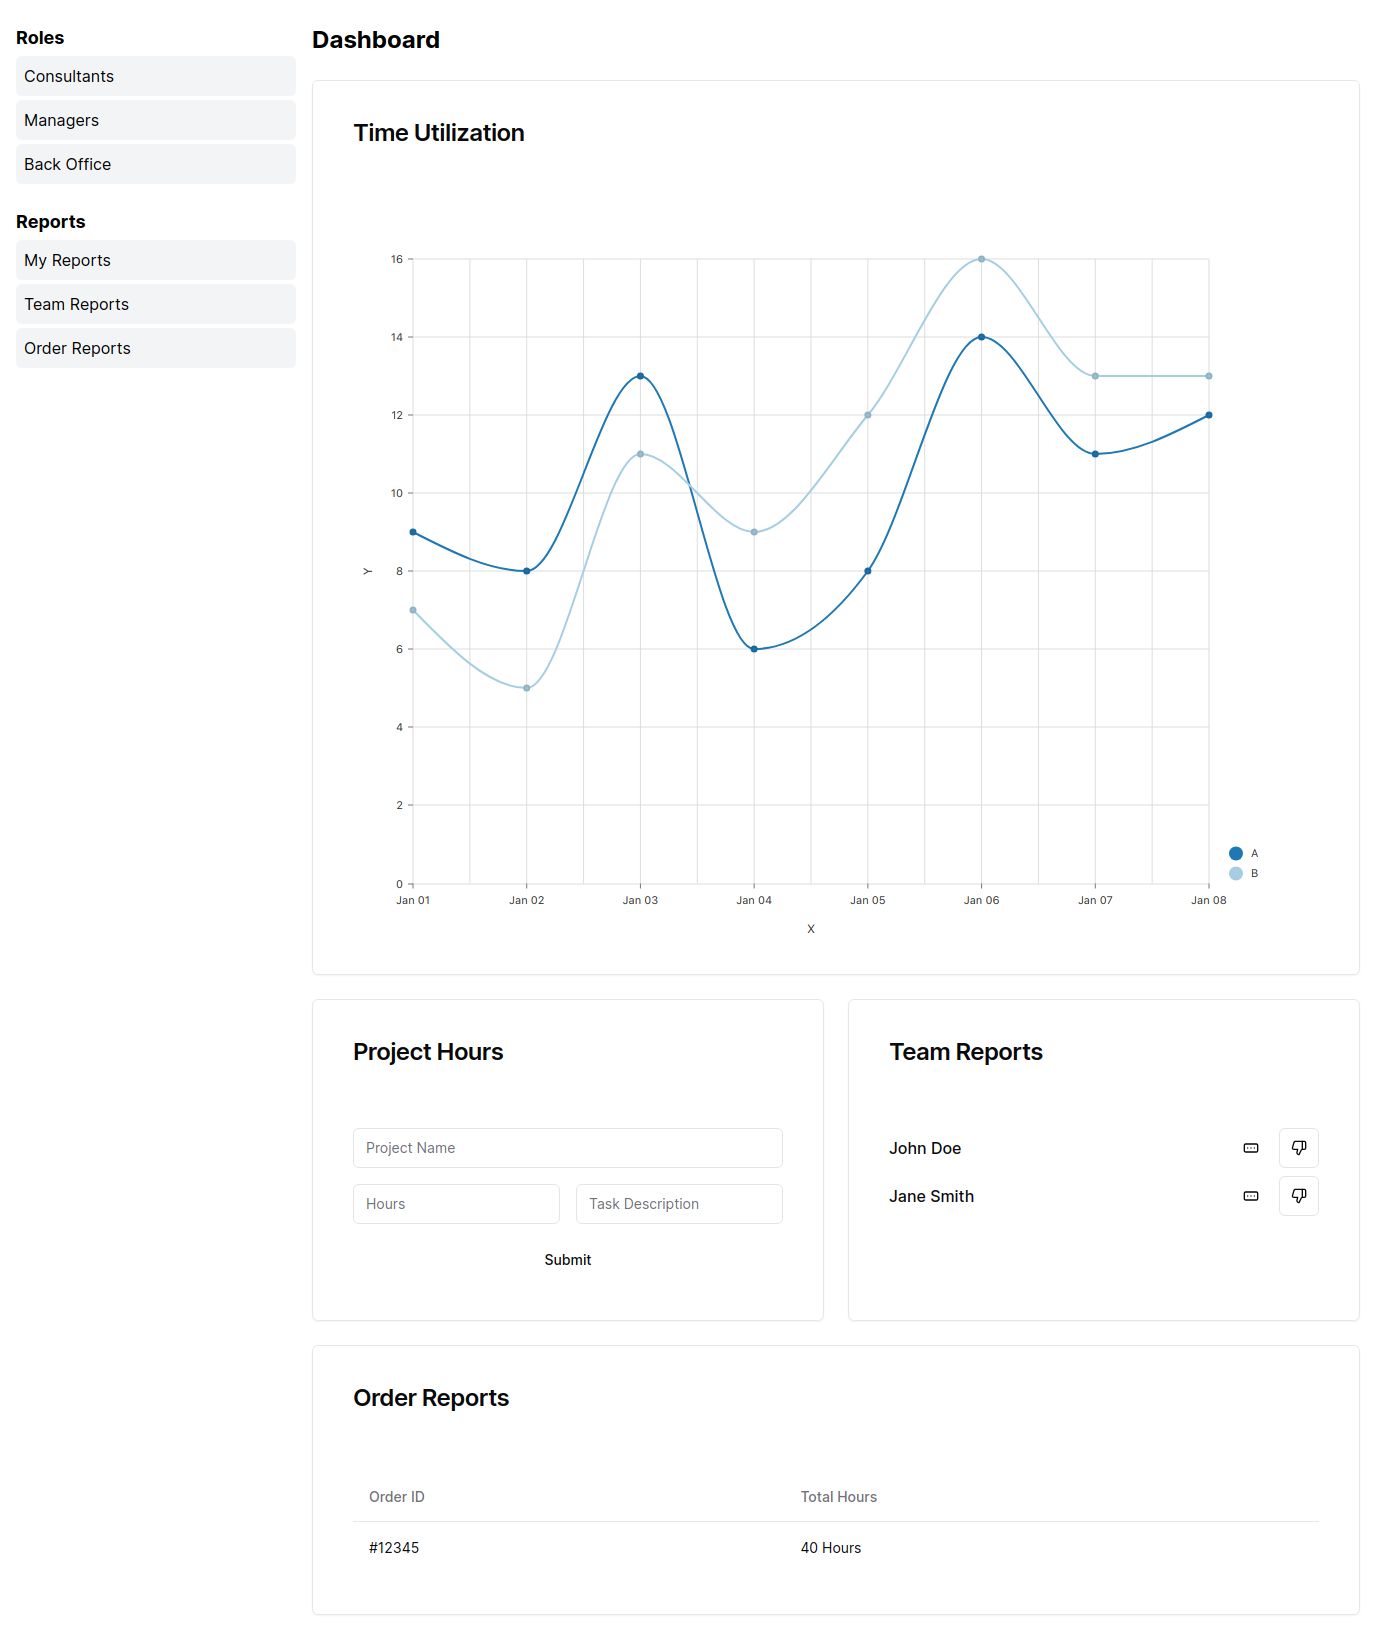 Roles
Consultants
Managers
Back Office
Reports
My Reports
Team Reports
Order Reports
Dashboard
Time Utilization
16
14
12
10
8
6
4
2
0
Y
Jan 01 Jan 02 Jan 03 Jan 04 Jan 05 Jan 06 Jan 07 Jan 08
X
A
B
Project Hours
Project Name
Hours Task Description
Submit
Team Reports
John Doe
Jane Smith
Order Reports
Order ID Total Hours
#12345 40 Hours